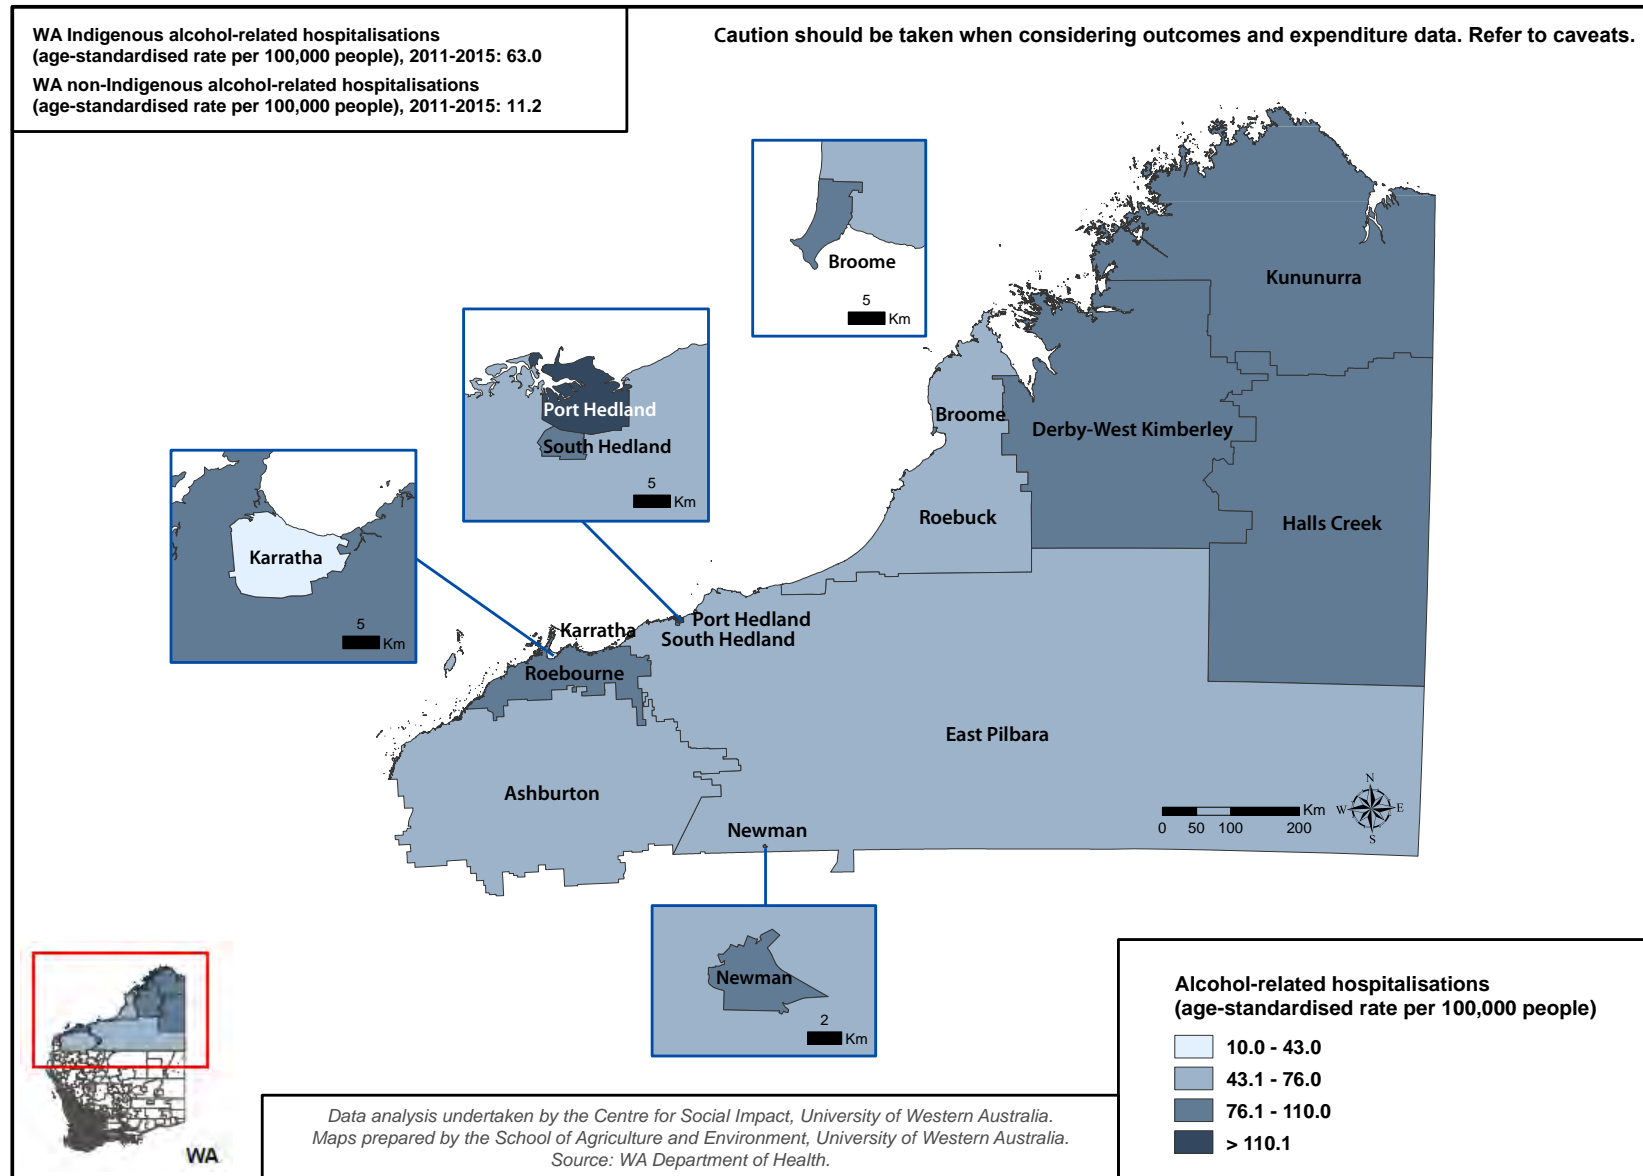 WA Indigenous alcohol-related hospitalisations
(age-standardised rate per 100,000 people), 2011-2015: 63.0
WA non-Indigenous alcohol-related hospitalisations
(age-standardised rate per 100,000 people), 2011-2015: 11.2
Caution should be taken when considering outcomes and expenditure data. Refer to caveats.
Broome
5
Km
Kununurra
Port Hedland
South Hedland
5
Km
Broome
Derby-West Kimberley
Roebuck
Halls Creek
Karratha
5
Km
Karratha
Port Hedland
South Hedland
Roebourne
East Pilbara
Ashburton
Newman
Km
0 50 100 200
N
W E
S
Newman
2
Km
WA
Data analysis undertaken by the Centre for Social Impact, University of Western Australia.
Maps prepared by the School of Agriculture and Environment, University of Western Australia.
Source: WA Department of Health.
Alcohol-related hospitalisations
(age-standardised rate per 100,000 people)
10.0 - 43.0
43.1 - 76.0
76.1 - 110.0
> 110.1